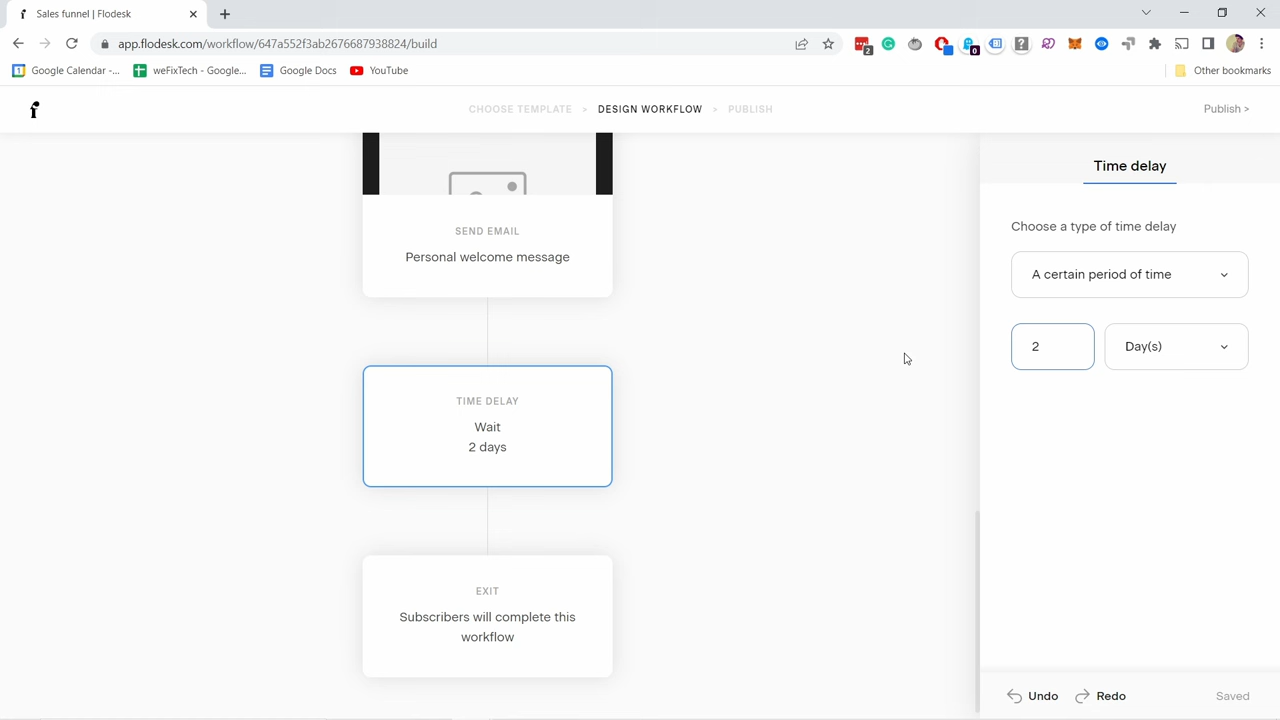 Sales funnel | Flodesk
app.flodesk.com/workflow/647a552f3ab2676687938824/build
2
0
Google Calendar -...
weFixTech - Google...
Google Docs
YouTube
Other bookmarks
CHOOSE TEMPLATE > DESIGN WORKFLOW > PUBLISH
Publish >
SEND EMAIL
Personal welcome message
TIME DELAY
Wait
2 days
EXIT
Subscribers will complete this
workflow
Time delay
Choose a type of time delay
A certain period of time
2
Day(s)
Undo
Redo
Saved